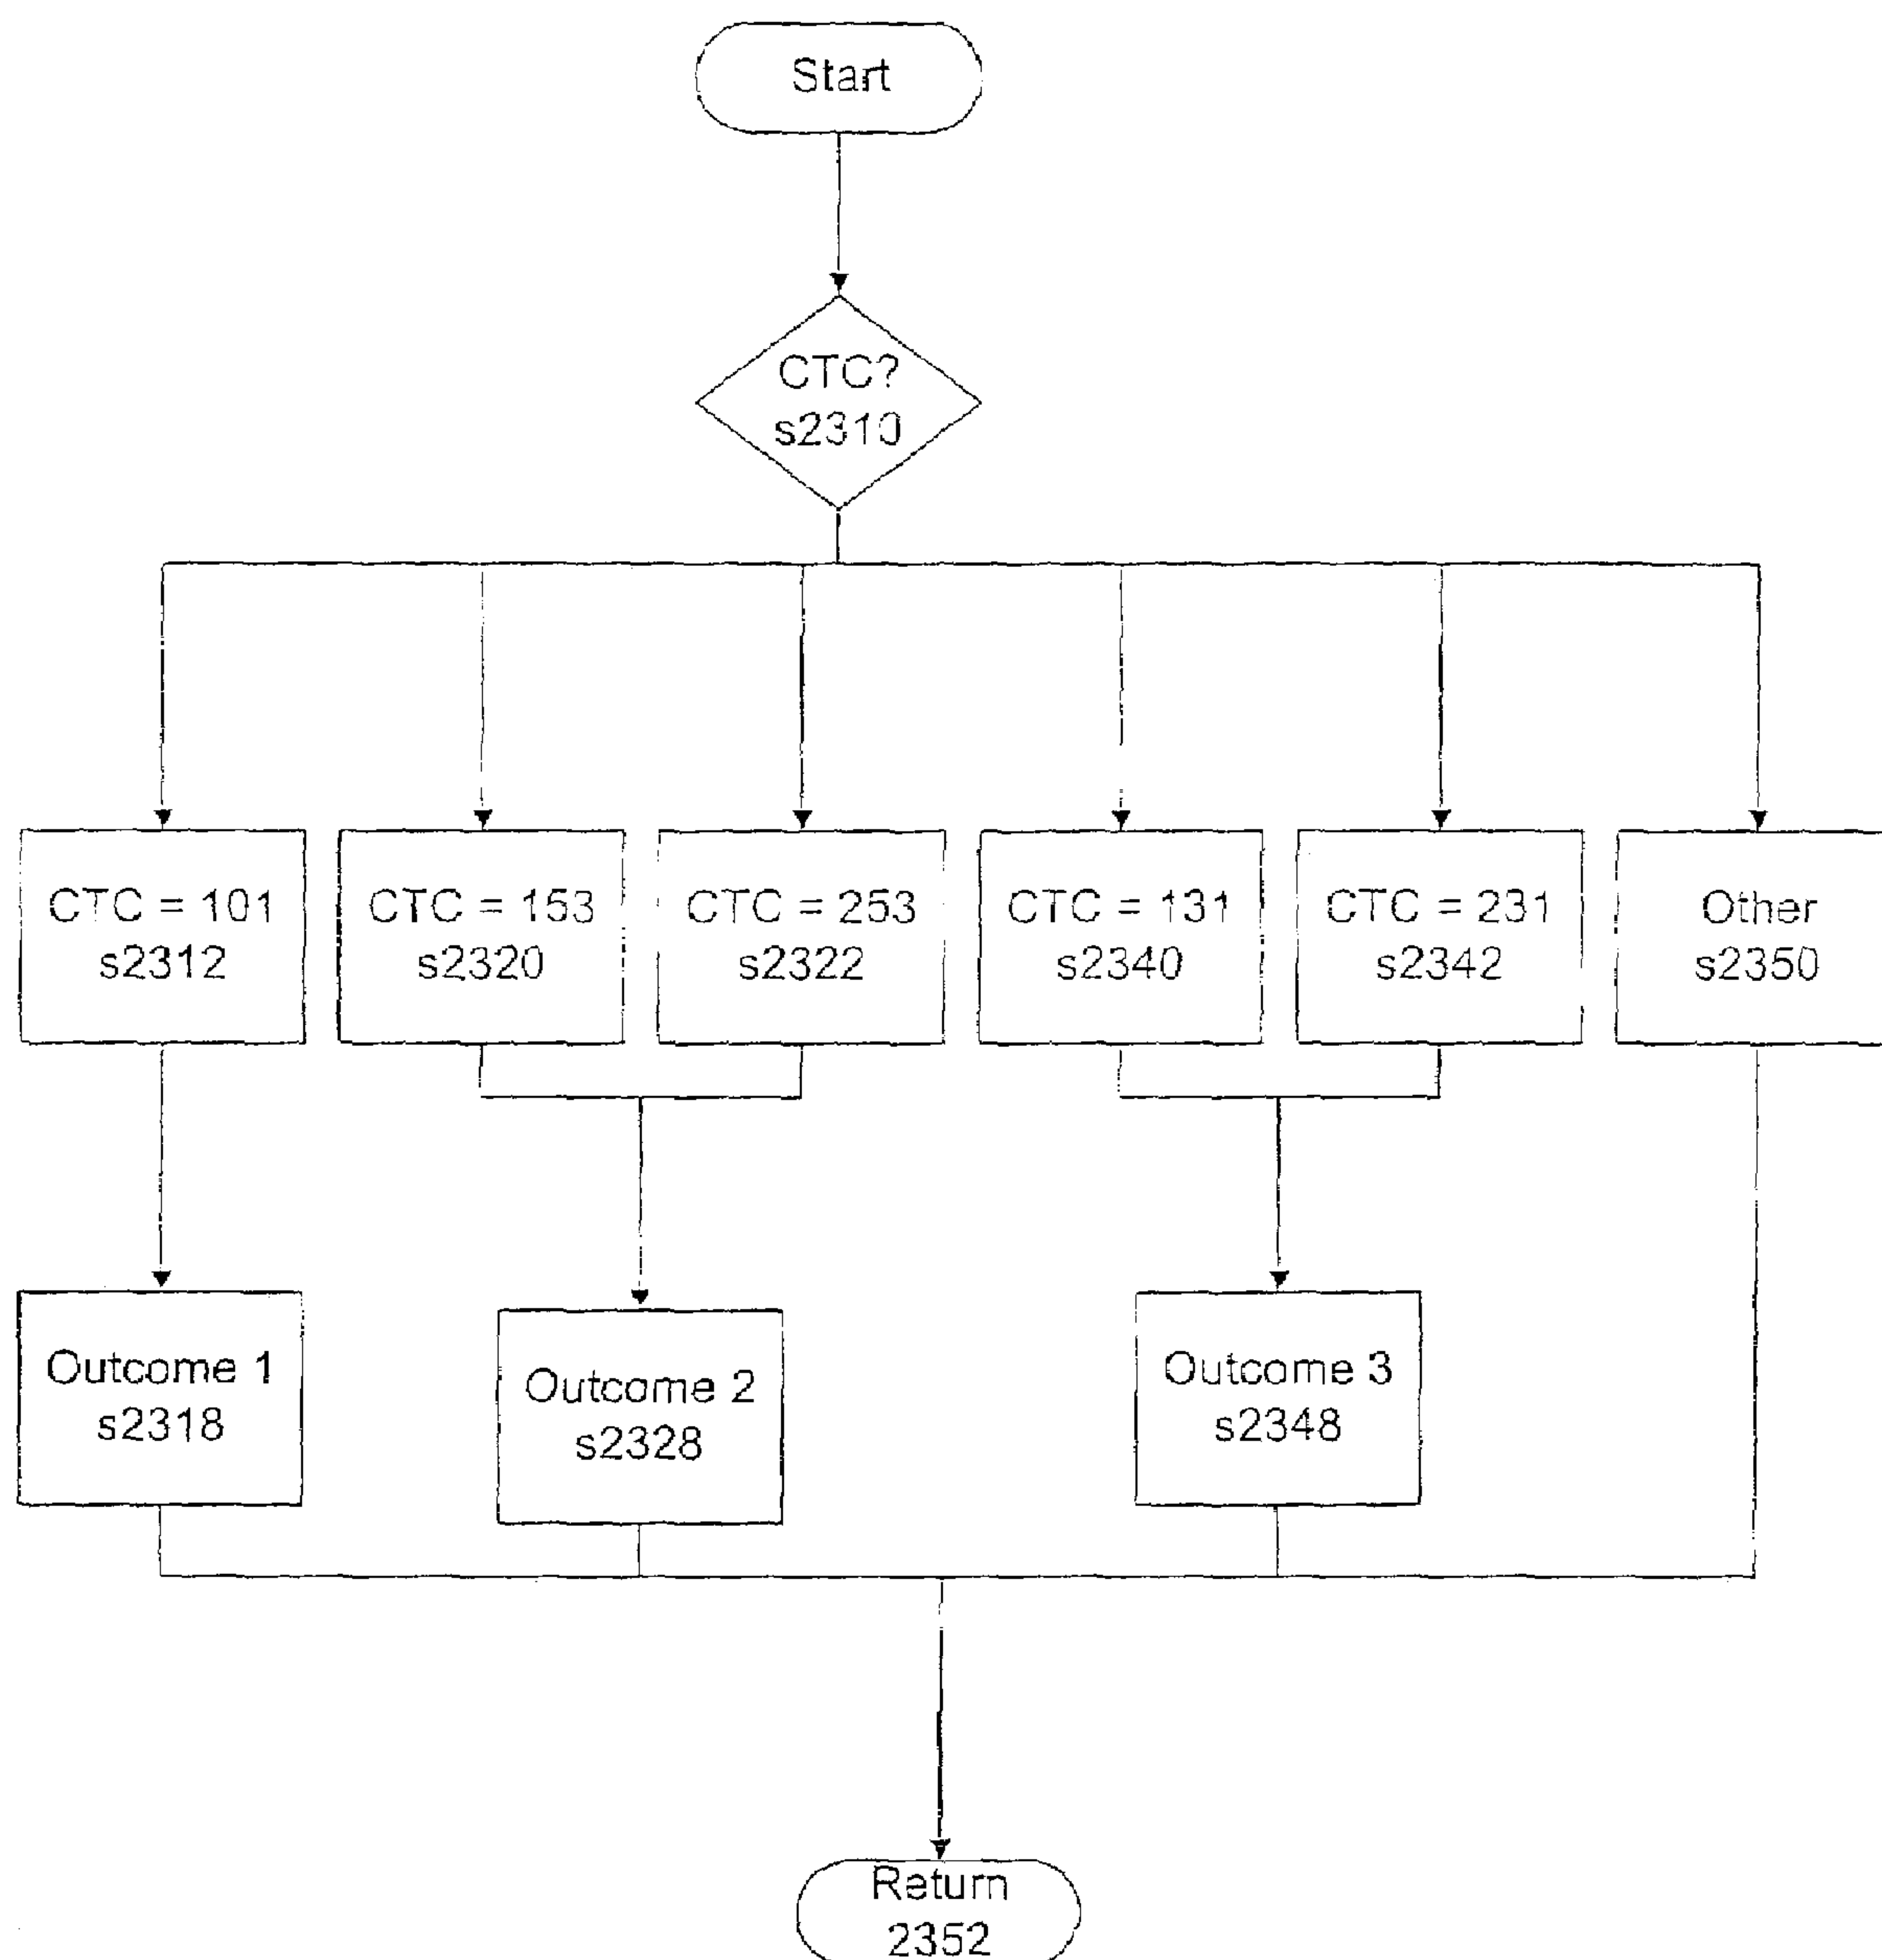 Start
CTC?
s2310
CTC = 101
s2312
CTC = 153
s2320
CTC = 253
s2322
CTC = 131
s2340
CTC = 231
s2342
Other
s2350
Outcome 1
s2318
Outcome 2
s2328
Outcome 3
s2348
Return
2352